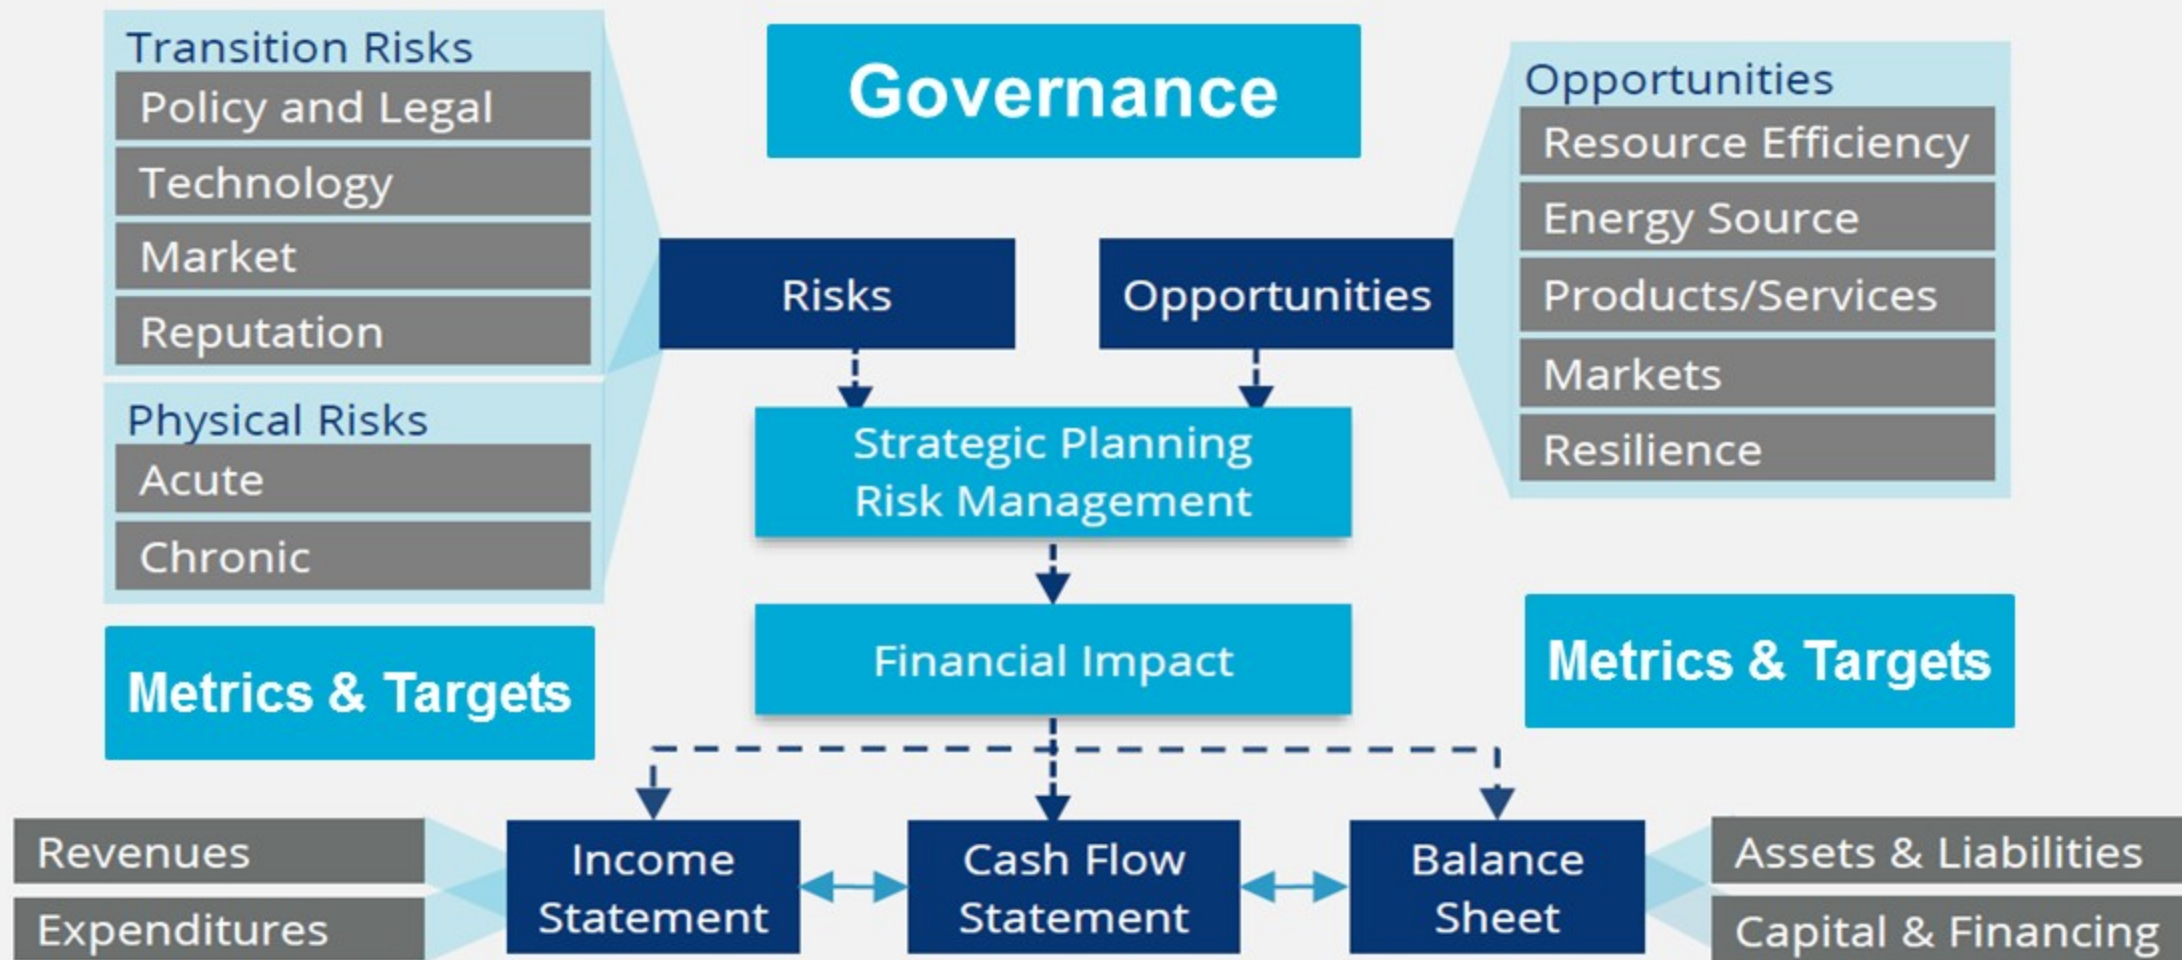 Transition Risks
Policy and Legal
Technology
Market
Reputation
Physical Risks
Acute
Chronic
Metrics & Targets
Governance
Risks
Opportunities
Strategic Planning
Risk Management
Financial Impact
Opportunities
Resource Efficiency
Energy Source
Products/Services
Markets
Resilience
Metrics & Targets
Revenues
Expenditures
Income
Statement
Cash Flow
Statement
Balance
Sheet
Assets & Liabilities
Capital & Financing